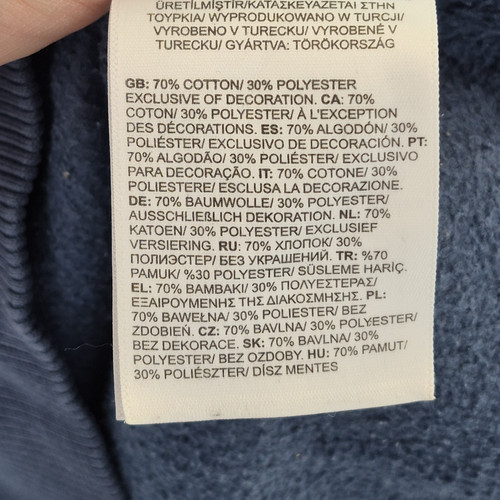 ÜRETİLMİŞTİR/ΚΑΤΑΣΚΕΥΑΖΕΤΑΙ ΣΤΗΝ
ΤΟΥΡΚΙΑ/ WYPRODUKOWANO W TURCJI/
VYROBENO V TURECKU/ VYROBENÉ V
TURECKU/ GYÁRTVA: TÖRÖKORSZÁG
GB: 70% COTTON/ 30% POLYESTER
EXCLUSIVE OF DECORATION. CA: 70%
COTON/ 30% POLYESTER/ À L'EXCEPTION
DES DÉCORATIONS. ES: 70% ALGODÓN/ 30%
POLIÉSTER/ EXCLUSIVO DE DECORACIÓN. PT:
70% ALGODÃO/ 30% POLIÉSTER/ EXCLUSIVO
PARA DECORAÇÃO. IT: 70% COTONE/ 30%
POLIESTERE/ ESCLUSA LA DECORAZIONE.
DE: 70% BAUMWOLLE/ 30% POLYESTER/
AUSSCHLIEßLICH DEKORATION. NL: 70%
KATOEN/ 30% POLYESTER/ EXCLUSIEF
VERSIERING. RU: 70% ХЛОПОК/ 30%
ПОЛИЭСТЕР/ БЕЗ УКРАШЕНИЙ. TR: %70
PAMUK/ %30 POLYESTER/ SÜSLEME HARİÇ.
EL: 70% ΒΑΜΒΑΚΙ/ 30% ΠΟΛΥΕΣΤΕΡΑΣ/
ΕΞΑΙΡΟΥΜΕΝΗΣ ΤΗΣ ΔΙΑΚΟΣΜΗΣΗΣ. PL:
70% BAWEŁNA/ 30% POLIESTER/ BEZ
ZDOBIEŃ. CZ: 70% BAVLNA/ 30% POLYESTER/
BEZ DEKORACE. SK: 70% BAVLNA/ 30%
POLYESTER/ BEZ OZDOBY. HU: 70% PAMUT/
30% POLIÉSZTER/ DÍSZ MENTES